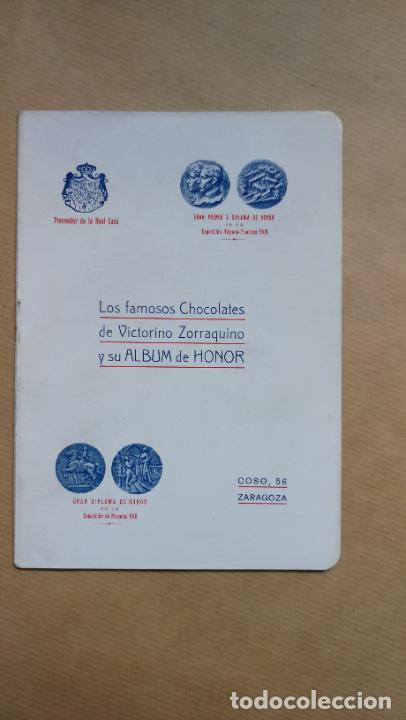 Proveedor de la Real Casa
GRAN PREMIO Y DIPLOMA DE HONOR
EN LA
Exposición Hispano-Francesa 1908
Los famosos Chocolates
de Victorino Zorraquino
y su ALBUM de HONOR
GRAN DIPLOMA DE HONOR
EN LA
Exposición de Bruselas 1910
COSO, 56
ZARAGOZA
todocoleccion.net